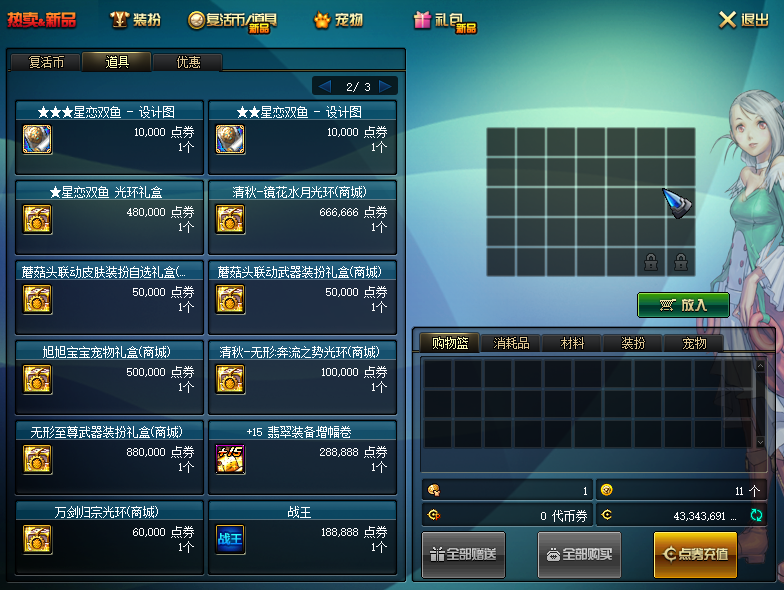 热卖&新品
装扮
复活币/道具
新品
宠物
礼包
新品
退出
复活币
道具
优惠
2/ 3
★★★星恋双鱼 - 设计图
10,000 点券
1个
★★星恋双鱼 - 设计图
10,000 点券
1个
★星恋双鱼 光环礼盒
480,000 点券
1个
清秋-镜花水月光环(商城)
666,666 点券
1个
蘑菇头联动皮肤装扮自选礼盒(...
50,000 点券
1个
蘑菇头联动武器装扮礼盒(商城)
50,000 点券
1个
旭旭宝宝宠物礼盒(商城)
500,000 点券
1个
清秋-无形·奔流之势光环(商城)
100,000 点券
1个
无形至尊武器装扮礼盒(商城)
880,000 点券
1个
+15 翡翠装备增幅卷
+15
288,888 点券
1个
万剑归宗光环(商城)
60,000 点券
1个
战王
战王
188,888 点券
1个
放入
购物篮
消耗品
材料
装扮
宠物
1
11 个
0 代币券
43,343,691 ...
全部赠送
全部购买
点券充值